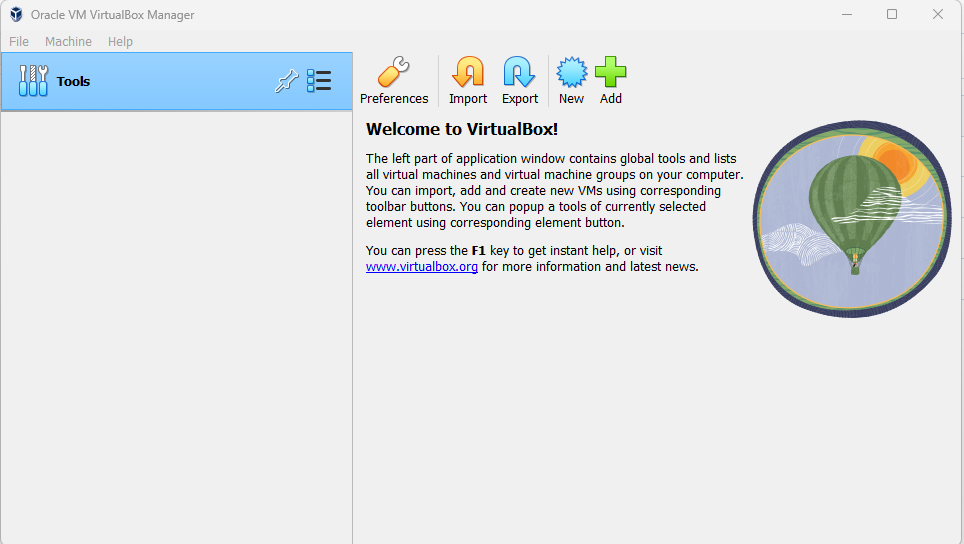 Oracle VM VirtualBox Manager
File Machine Help
Tools
Preferences Import Export New Add
Welcome to VirtualBox!
The left part of application window contains global tools and lists
all virtual machines and virtual machine groups on your computer.
You can import, add and create new VMs using corresponding
toolbar buttons. You can popup a tools of currently selected
element using corresponding element button.
You can press the F1 key to get instant help, or visit
www.virtualbox.org for more information and latest news.